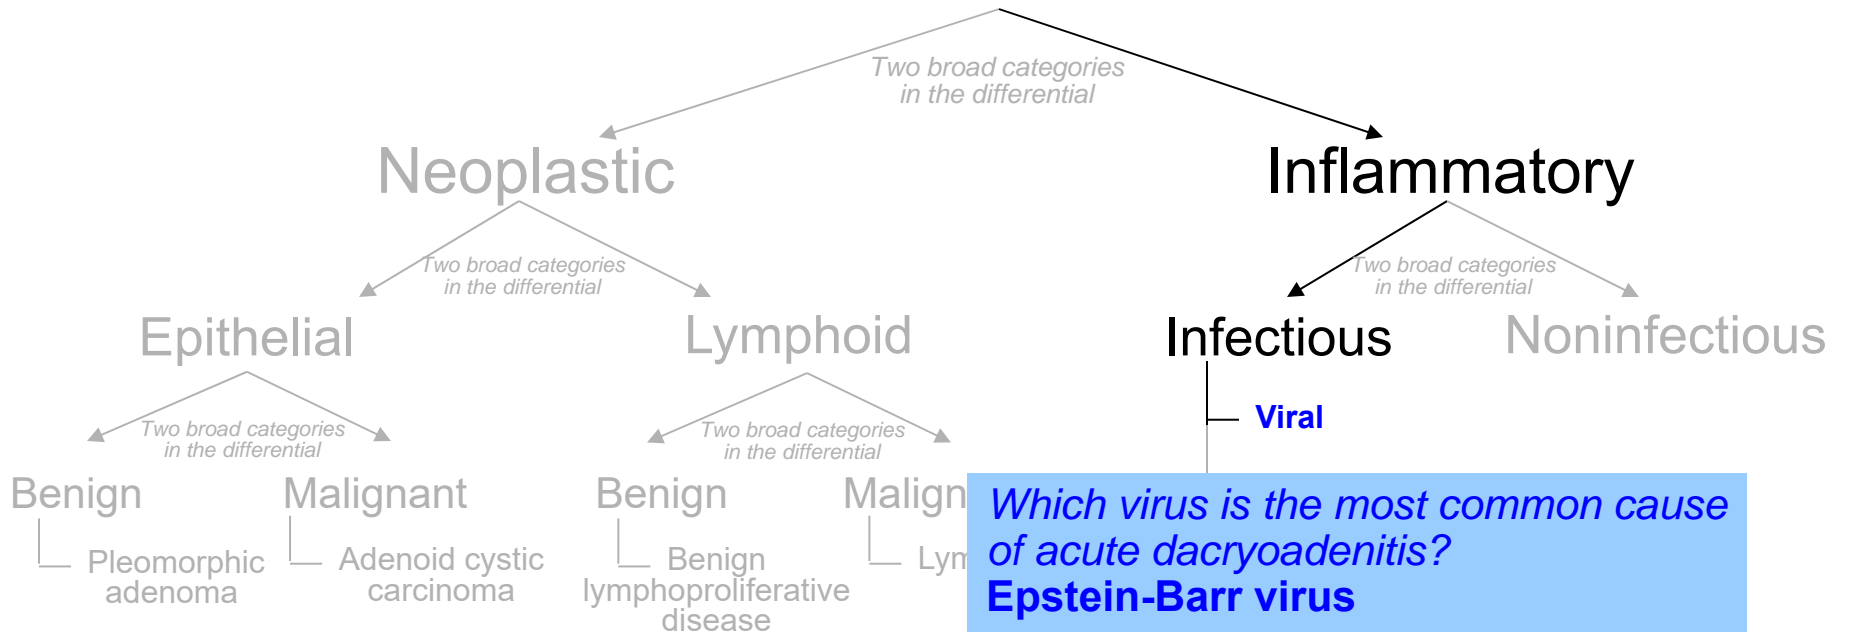 Two broad categories
in the differential
Neoplastic
Inflammatory
Two broad categories
in the differential
Two broad categories
in the differential
Epithelial
Lymphoid
Infectious
Noninfectious
Viral
Two broad categories
in the differential
Two broad categories
in the differential
Benign
Malignant
Benign
Malign
Pleomorphic
adenoma
Adenoid cystic
carcinoma
Benign
lymphoproliferative
disease
Lym
Which virus is the most common cause
of acute dacryoadenitis?
Epstein-Barr virus